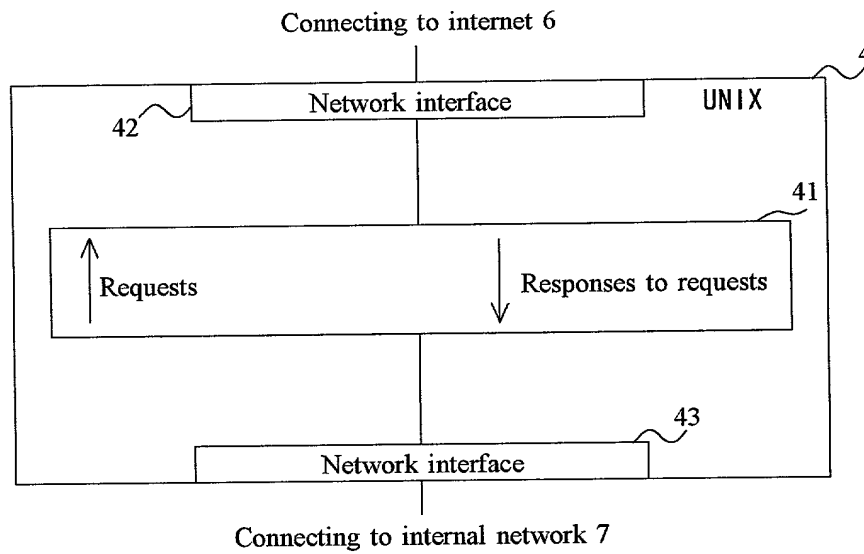 Connecting to internet 6
4
Network interface
UNIX
42
41
Requests
Responses to requests
43
Network interface
Connecting to internal network 7